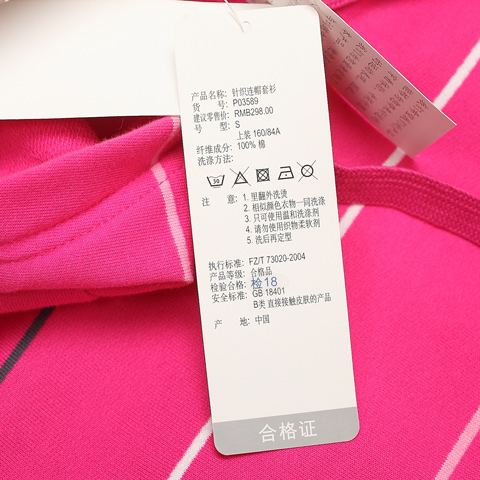 产品名称: 针织连帽套衫
货 号: P03589
建议零售价: RMB298.00
号 型: S
上装 160/84A
纤维成分: 100% 棉
洗涤方法:
30
注 意: 1. 里翻外洗烫
2. 相似颜色衣物一同洗涤
3. 只可使用温和洗涤剂
4. 请勿使用织物柔软剂
5. 洗后再定型
执行标准: FZ/T 73020-2004
产品等级: 合格品
检验合格: 检18
安全标准: GB 18401
B类 直接接触皮肤的产品
产 地: 中国
合格证